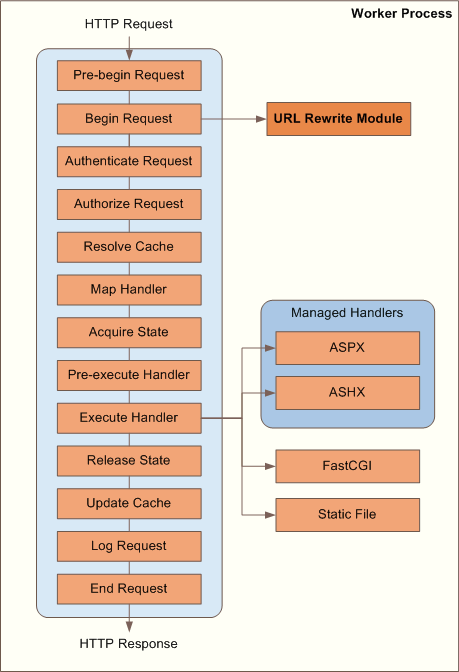 Worker Process
HTTP Request
Pre-begin Request
Begin Request
URL Rewrite Module
Authenticate Request
Authorize Request
Resolve Cache
Map Handler
Acquire State
Pre-execute Handler
Execute Handler
Managed Handlers
ASPX
ASHX
FastCGI
Static File
Release State
Update Cache
Log Request
End Request
HTTP Response